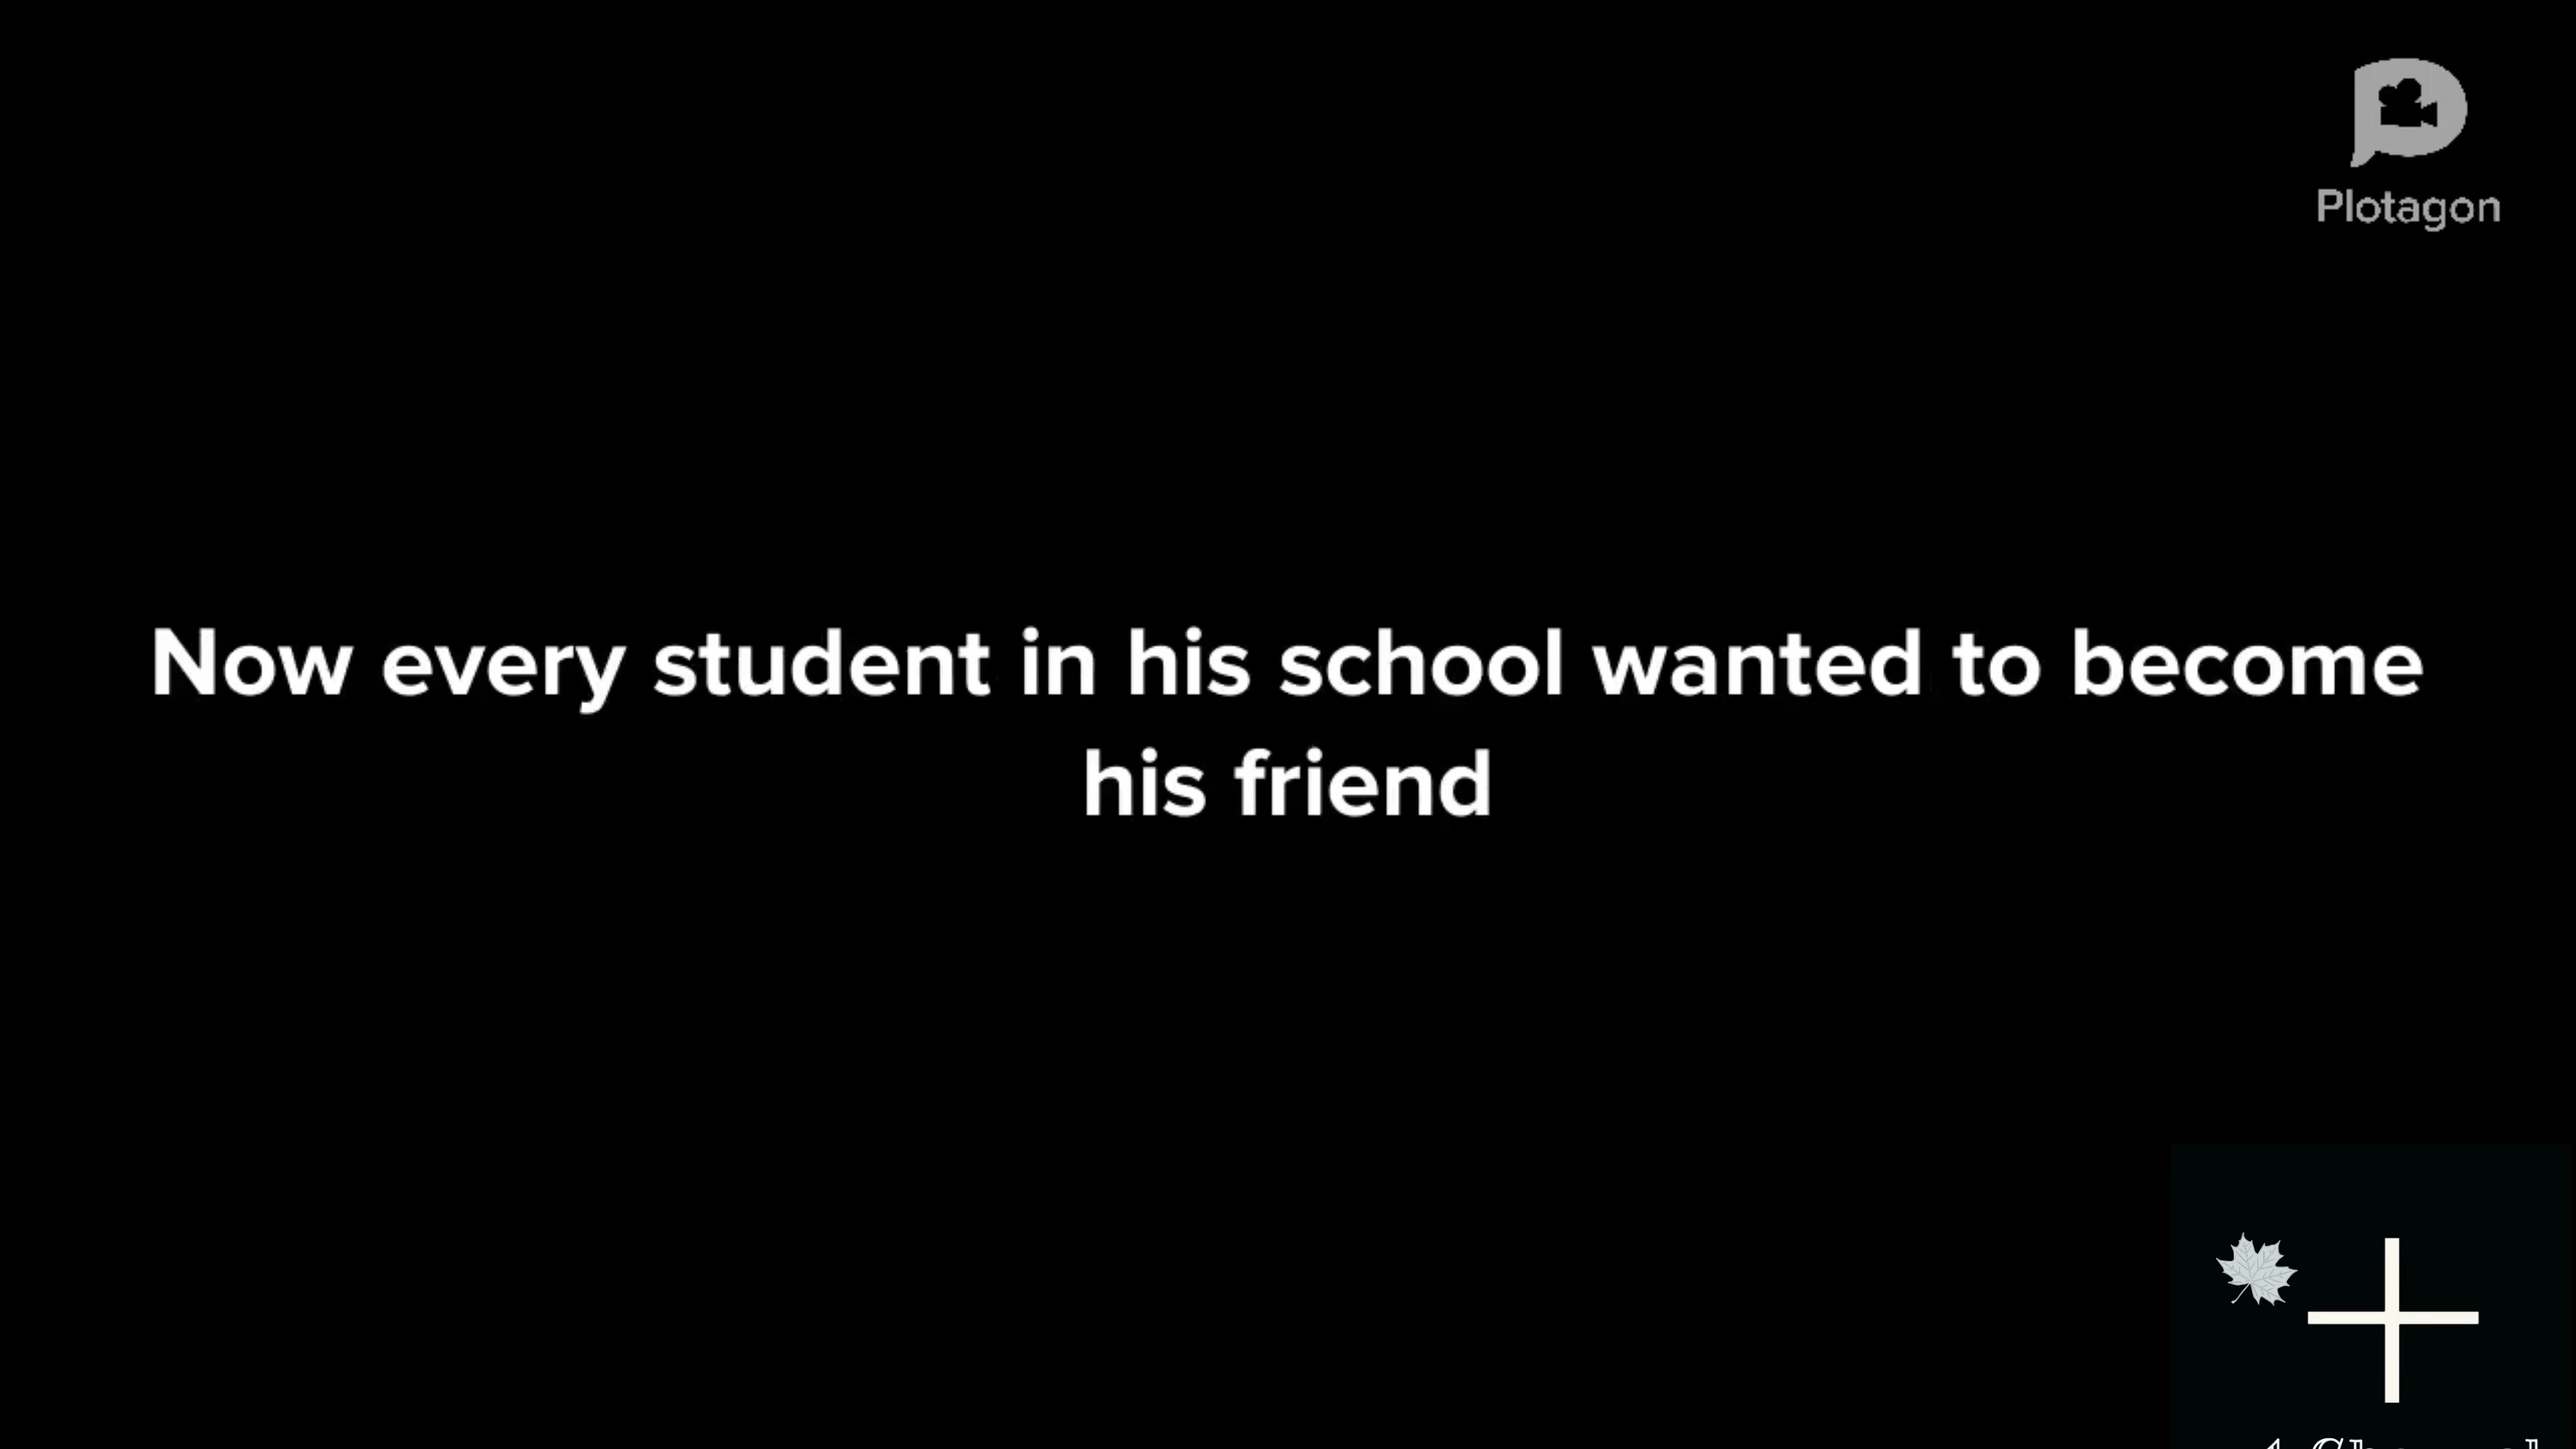 Plotagon
Now every student in his school wanted to become
his friend